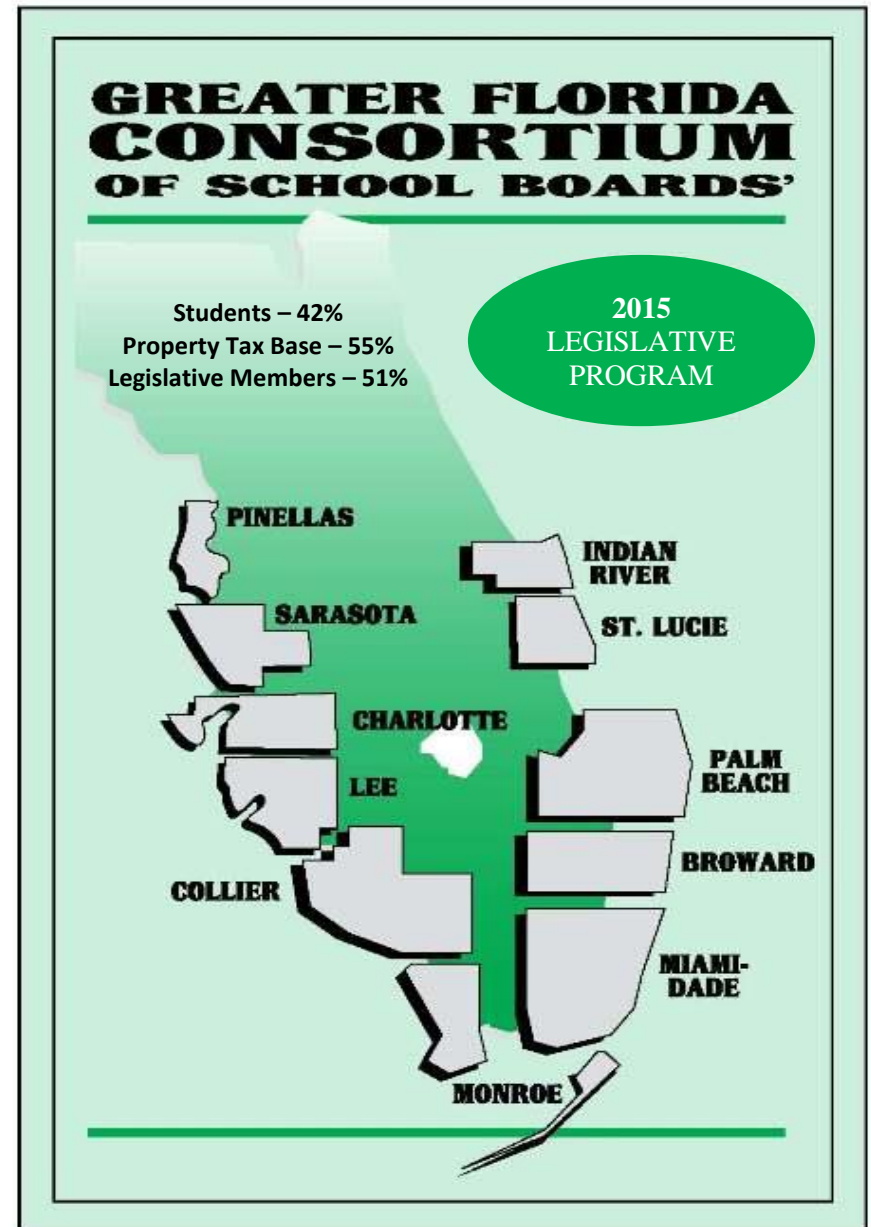 GREATER FLORIDA
CONSORTIUM
OF SCHOOL BOARDS'
Students – 42%
Property Tax Base – 55%
Legislative Members – 51%
2015
LEGISLATIVE
PROGRAM
PINELLAS
SARASOTA
CHARLOTTE
LEE
COLLIER
INDIAN
RIVER
ST. LUCIE
PALM
BEACH
BROWARD
MIAMI-
DADE
MONROE